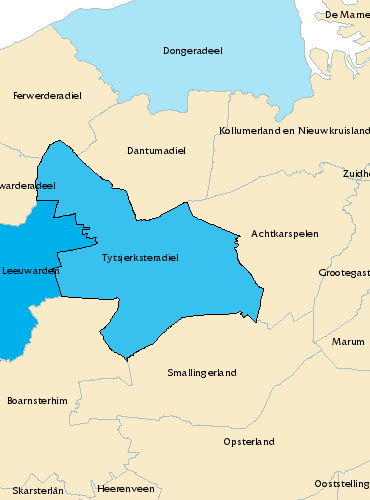 De Marne
Dongeradeel
Ferwerderadiel
Kollumerland en Nieuwkruisland
Dantumadiel
Zuidho
warderadeel
Achtkarspelen
Tytsjerksteradiel
Leeuwarden
Grootegast
Marum
Smallingerland
Boarnsterhim
Opsterland
Skarsterlân
Heerenveen
Ooststelling